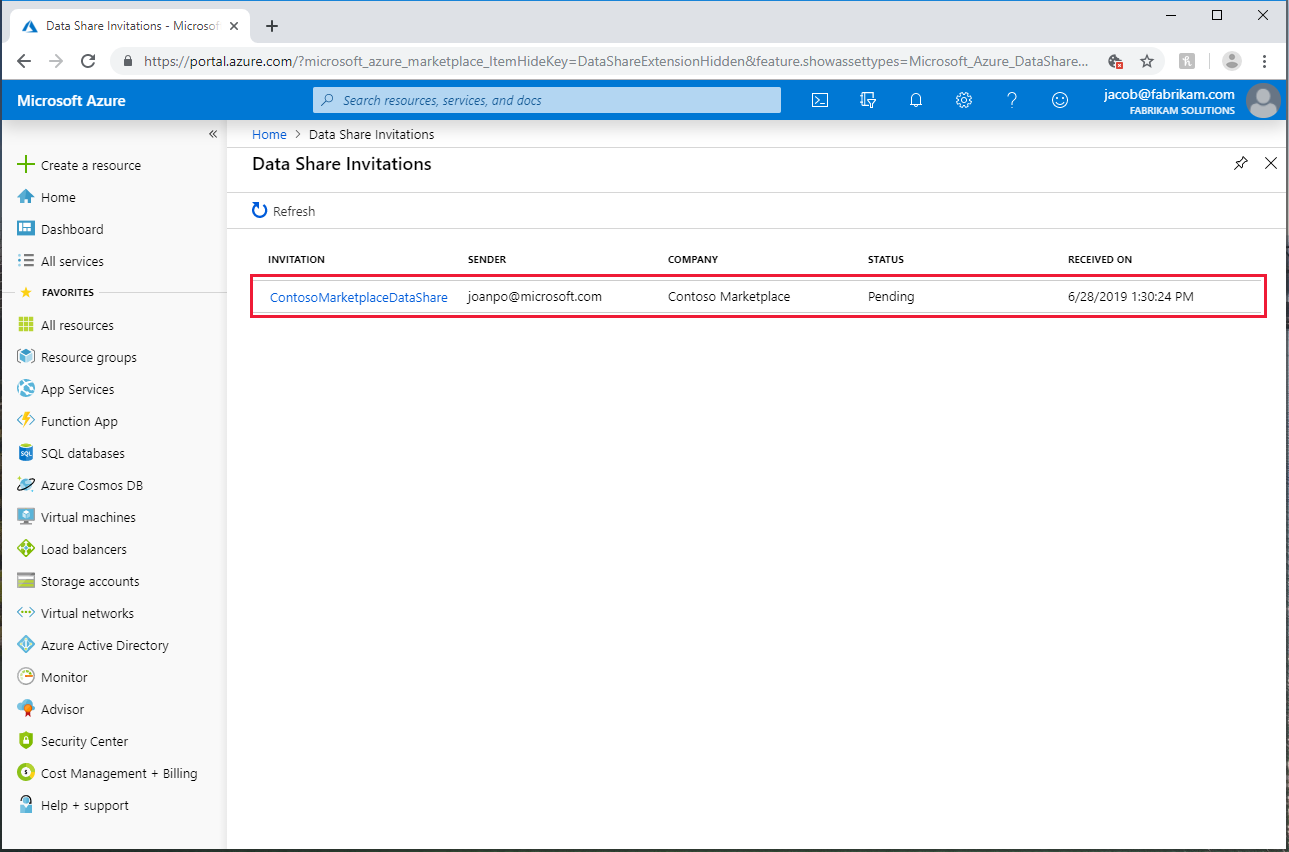 Data Share Invitations - Microsof
https://portal.azure.com/?microsoft_azure_marketplace_ItemHideKey=DataShareExtensionHidden&feature.showassettypes=Microsoft_Azure_DataShare...
Microsoft Azure
Search resources, services, and docs
jacob@fabrikam.com
FABRIKAM SOLUTIONS
Home > Data Share Invitations
Data Share Invitations
Refresh
INVITATION SENDER COMPANY STATUS RECEIVED ON
ContosoMarketplaceDataShare joanpo@microsoft.com Contoso Marketplace Pending 6/28/2019 1:30:24 PM
Create a resource
Home
Dashboard
All services
FAVORITES
All resources
Resource groups
App Services
Function App
SQL databases
Azure Cosmos DB
Virtual machines
Load balancers
Storage accounts
Virtual networks
Azure Active Directory
Monitor
Advisor
Security Center
Cost Management + Billing
Help + support